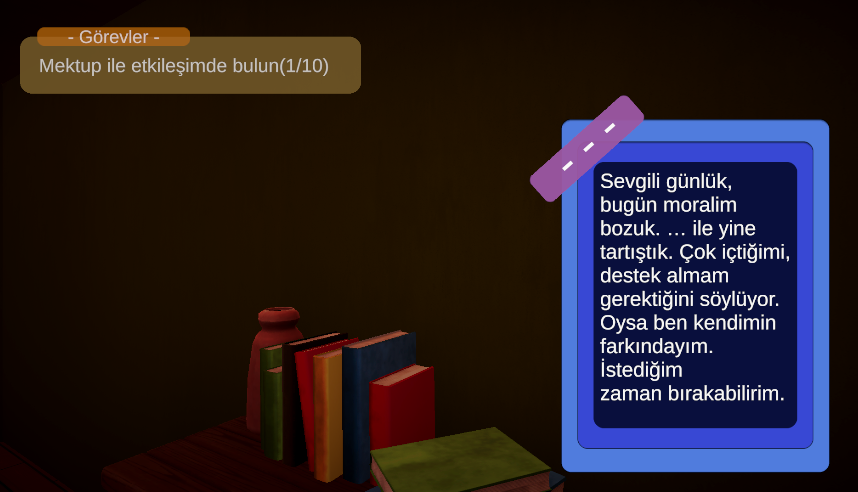 - Görevler -
Mektup ile etkileşimde bulun(1/10)
Sevgili günlük,
bugün moralim
bozuk. ... ile yine
tartıştık. Çok içtiğimi,
destek almam
gerektiğini söylüyor.
Oysa ben kendimin
farkındayım.
İstediğim
zaman bırakabilirim.